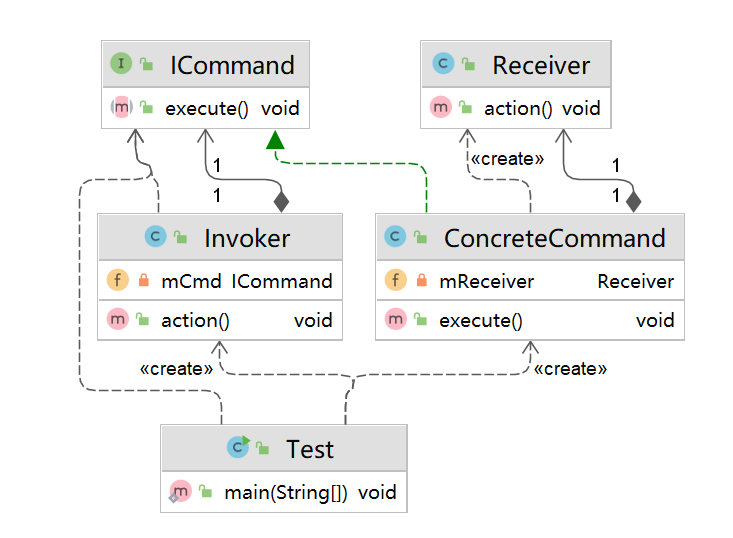 I ICommand
m execute() void
C Receiver
m action() void
«create»
1
1
1
1
C Invoker
f mCmd ICommand
m action() void
C ConcreteCommand
f mReceiver Receiver
m execute() void
«create»
«create»
C Test
m main(String[]) void